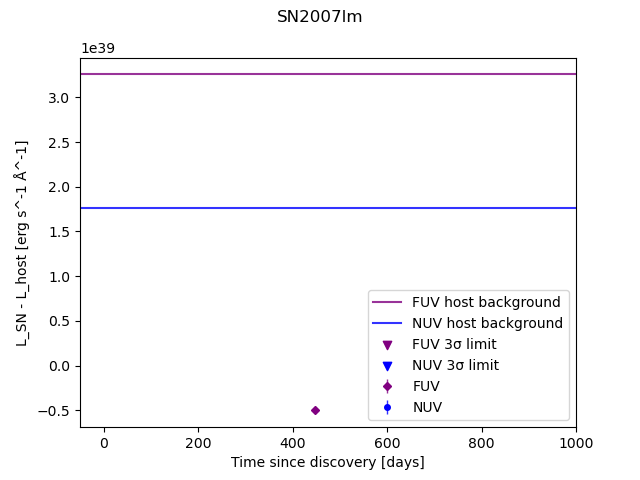 SN2007lm
1e39
L_SN - L_host [erg s^-1 Å^-1]
3.0
2.5
2.0
1.5
1.0
0.5
0.0
−0.5
FUV host background
NUV host background
FUV 3σ limit
NUV 3σ limit
FUV
NUV
0 200 400 600 800 1000
Time since discovery [days]